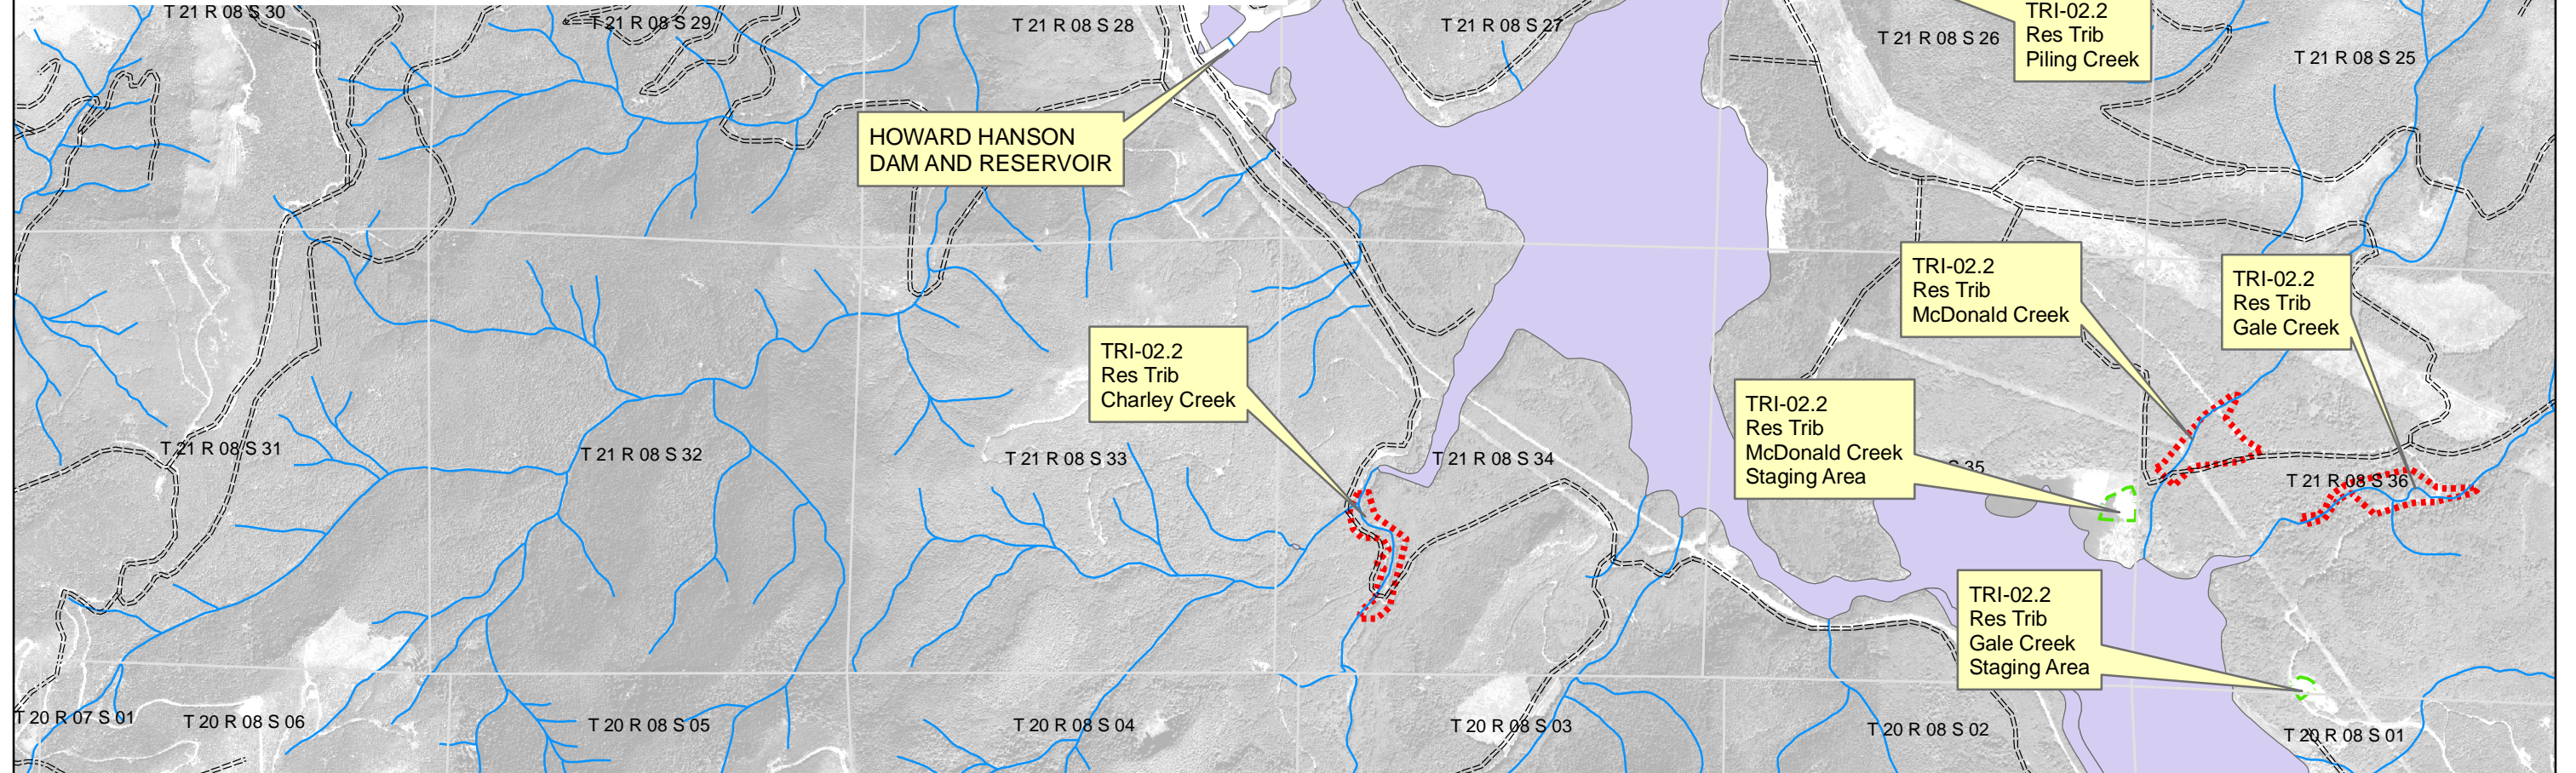 T 21 R 08 S 30
T 21 R 08 S 29
T 21 R 08 S 28
T 21 R 08 S 27
T 21 R 08 S 26
T 21 R 08 S 25
TRI-02.2
Res Trib
Piling Creek
HOWARD HANSON
DAM AND RESERVOIR
TRI-02.2
Res Trib
McDonald Creek
TRI-02.2
Res Trib
Gale Creek
TRI-02.2
Res Trib
Charley Creek
TRI-02.2
Res Trib
McDonald Creek
Staging Area
T 21 R 08 S 31
T 21 R 08 S 32
T 21 R 08 S 33
T 21 R 08 S 34
S 35
T 21 R 08 S 36
TRI-02.2
Res Trib
Gale Creek
Staging Area
T 20 R 07 S 01
T 20 R 08 S 06
T 20 R 08 S 05
T 20 R 08 S 04
T 20 R 08 S 03
T 20 R 08 S 02
T 20 R 08 S 01